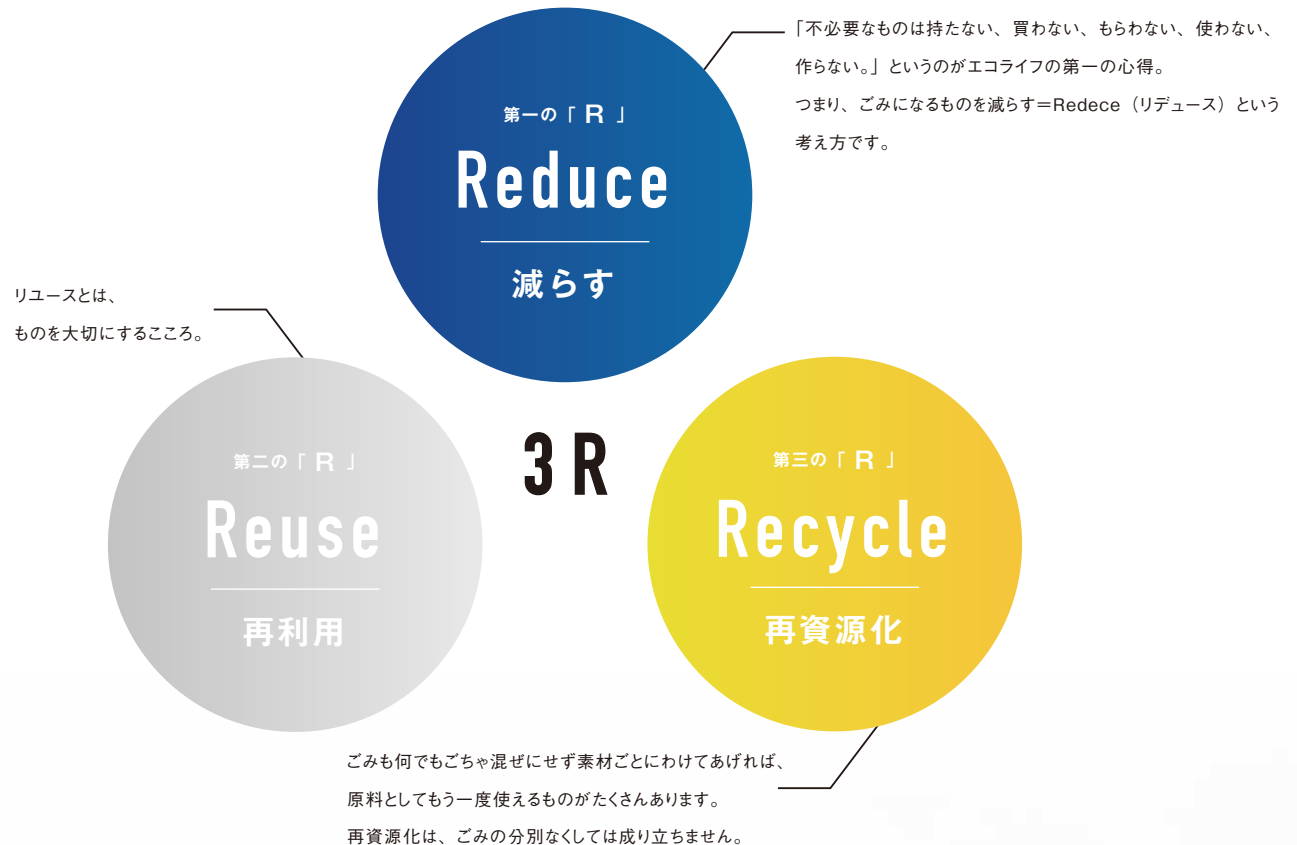 「不必要なものは持たない、買わない、もらわない、使わない、
作らない。」というのがエコライフの第一の心得。
つまり、ごみになるものを減らす＝Redece（リデュース）という
考え方です。
第一の「 R 」
Reduce
減らす
リユースとは、
ものを大切にするこころ。
3R
第二の「 R 」
Reuse
再利用
第三の「 R 」
Recycle
再資源化
ごみも何でもごちゃ混ぜにせず素材ごとにわけてあげれば、
原料としてもう一度使えるものがたくさんあります。
再資源化は、ごみの分別なくしては成り立ちません。